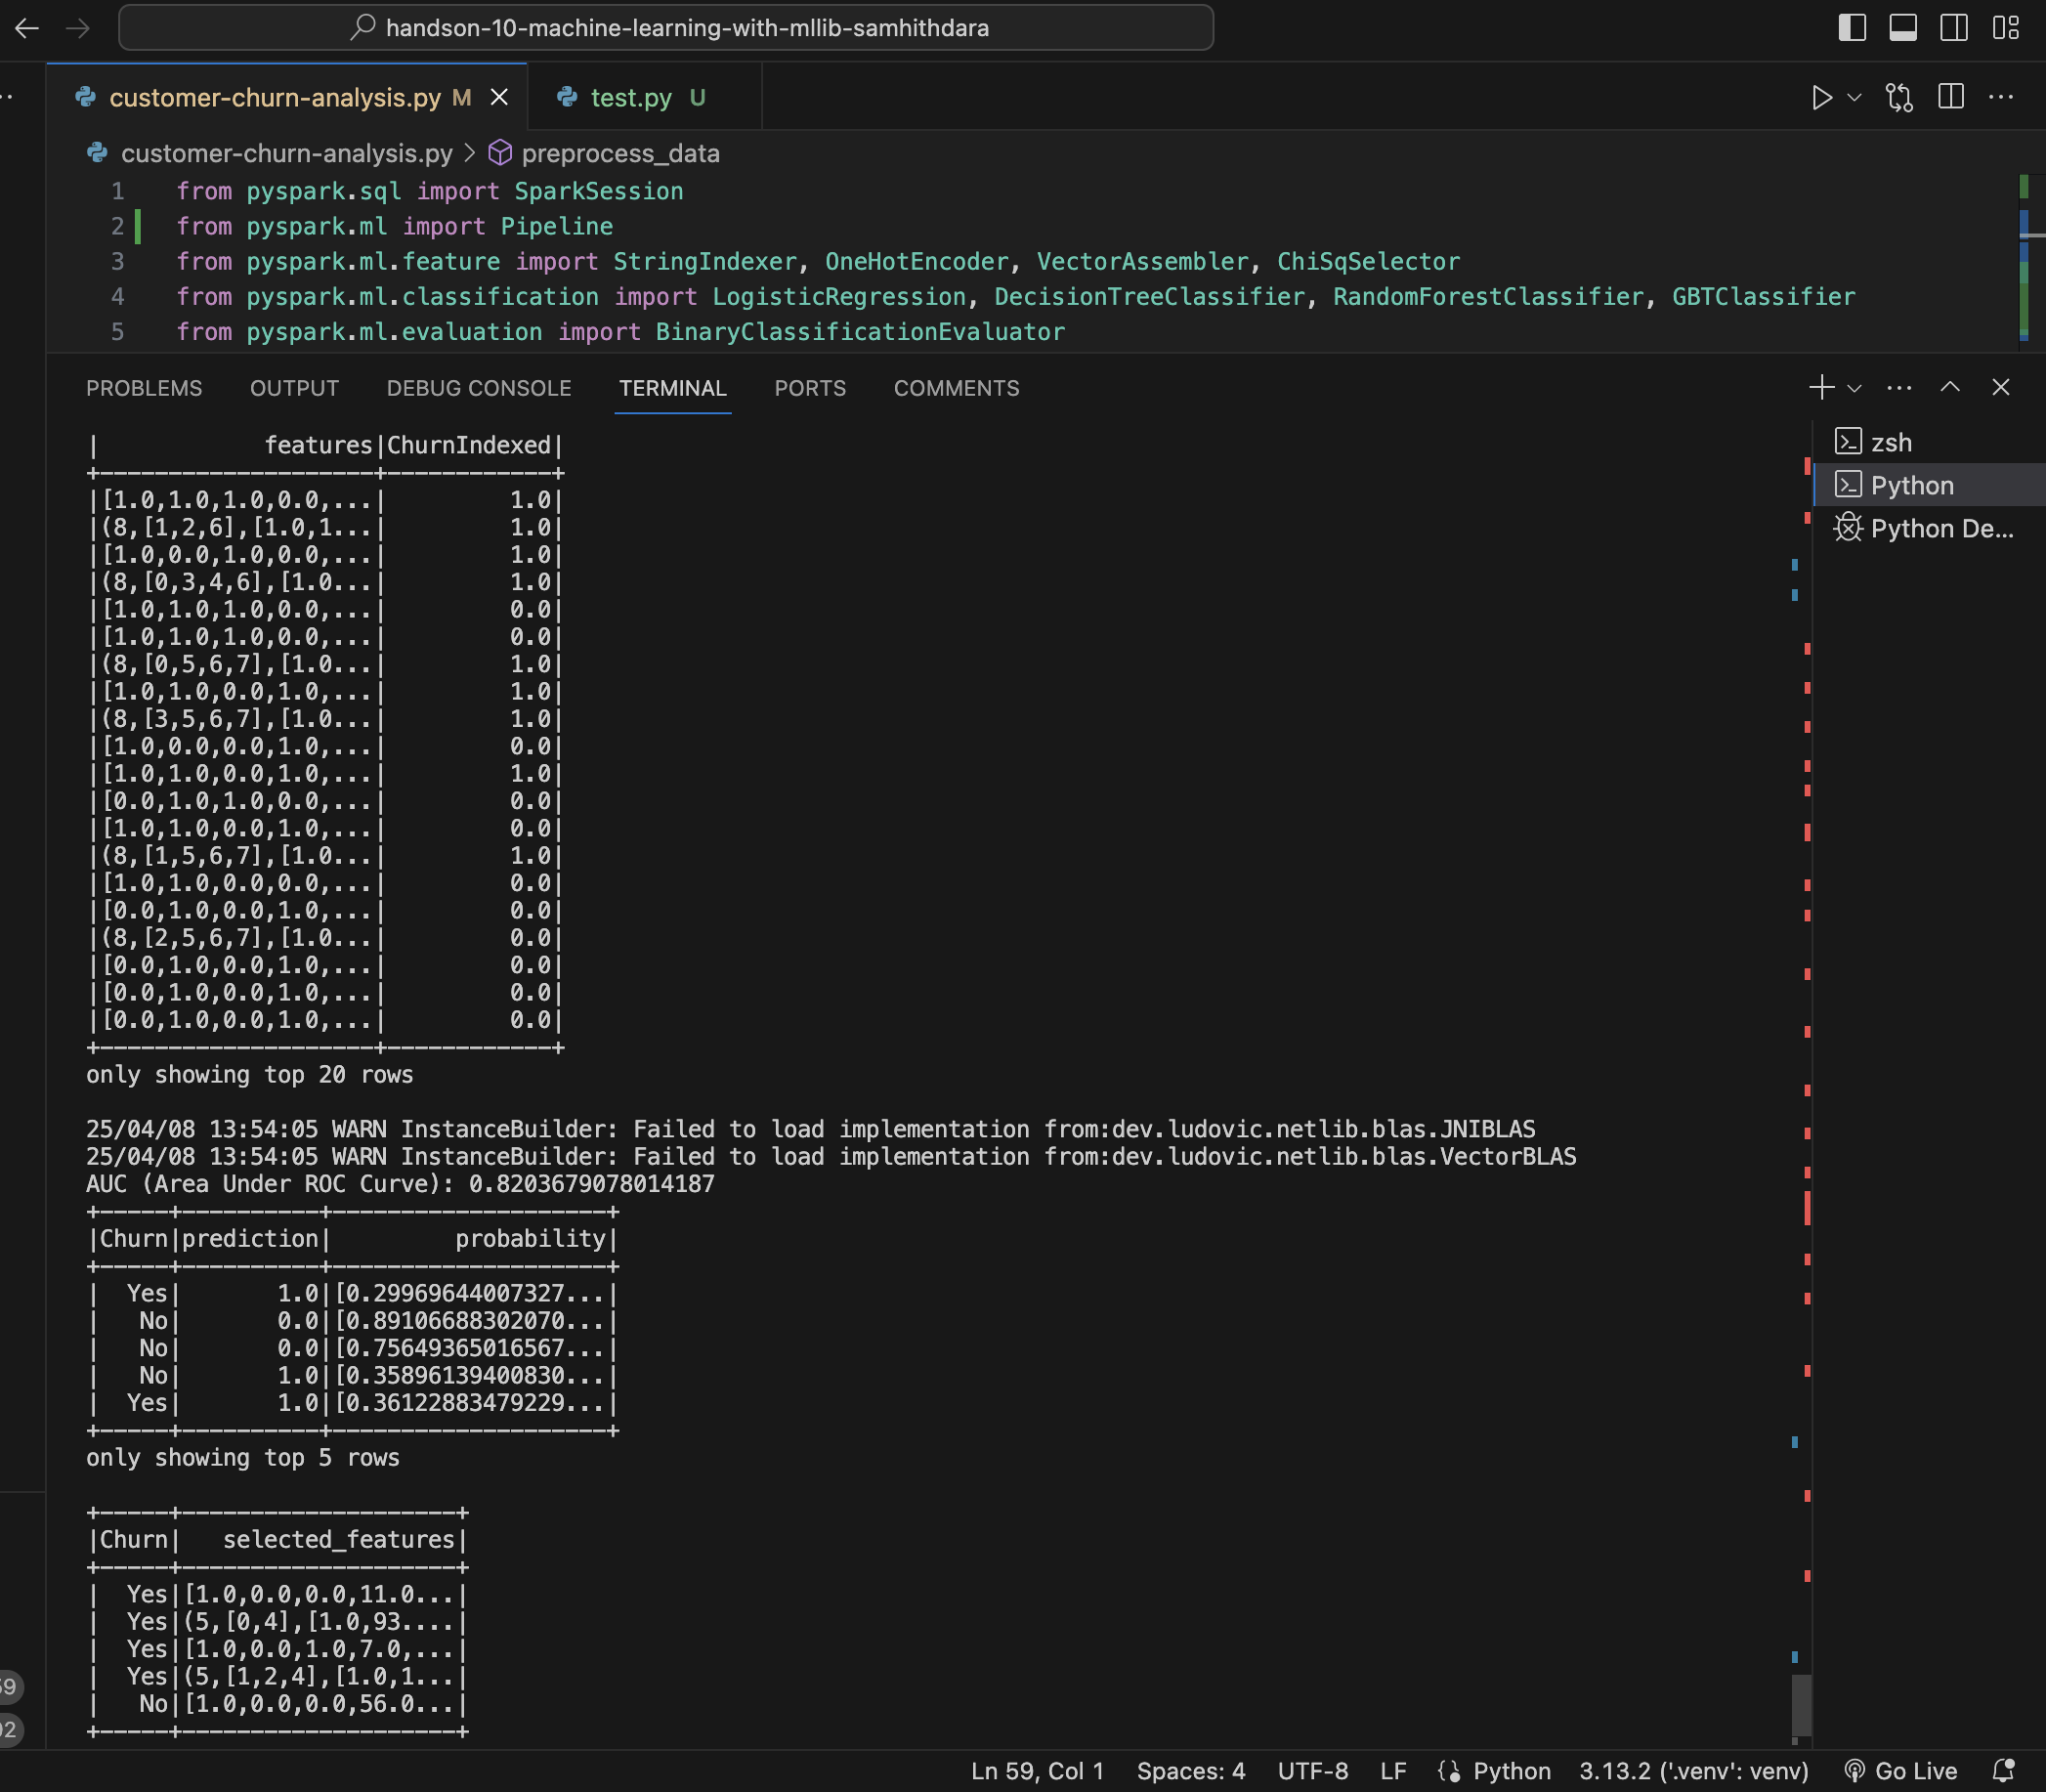 handson-10-machine-learning-with-mllib-samhithdara
customer-churn-analysis.py M
test.py U
customer-churn-analysis.py > preprocess_data
1 from pyspark.sql import SparkSession
2 from pyspark.ml import Pipeline
3 from pyspark.ml.feature import StringIndexer, OneHotEncoder, VectorAssembler, ChiSqSelector
4 from pyspark.ml.classification import LogisticRegression, DecisionTreeClassifier, RandomForestClassifier, GBTClassifier
5 from pyspark.ml.evaluation import BinaryClassificationEvaluator
PROBLEMS OUTPUT DEBUG CONSOLE TERMINAL PORTS COMMENTS
zsh
Python
Python De...
|            features|ChurnIndexed|
+--------------------+------------+
|[1.0,1.0,1.0,0.0,...|         1.0|
|(8,[1,2,6],[1.0,1...|         1.0|
|[1.0,0.0,1.0,0.0,...|         1.0|
|(8,[0,3,4,6],[1.0...|         1.0|
|[1.0,1.0,1.0,0.0,...|         0.0|
|[1.0,1.0,1.0,0.0,...|         0.0|
|(8,[0,5,6,7],[1.0...|         1.0|
|[1.0,1.0,0.0,1.0,...|         1.0|
|(8,[3,5,6,7],[1.0...|         1.0|
|[1.0,0.0,0.0,1.0,...|         0.0|
|[1.0,1.0,0.0,1.0,...|         1.0|
|[0.0,1.0,1.0,0.0,...|         0.0|
|[1.0,1.0,0.0,1.0,...|         0.0|
|(8,[1,5,6,7],[1.0...|         1.0|
|[1.0,1.0,0.0,0.0,...|         0.0|
|[0.0,1.0,0.0,1.0,...|         0.0|
|(8,[2,5,6,7],[1.0...|         0.0|
|[0.0,1.0,0.0,1.0,...|         0.0|
|[0.0,1.0,0.0,1.0,...|         0.0|
|[0.0,1.0,0.0,1.0,...|         0.0|
+--------------------+------------+
only showing top 20 rows
25/04/08 13:54:05 WARN InstanceBuilder: Failed to load implementation from:dev.ludovic.netlib.blas.JNIBLAS
25/04/08 13:54:05 WARN InstanceBuilder: Failed to load implementation from:dev.ludovic.netlib.blas.VectorBLAS
AUC (Area Under ROC Curve): 0.8203679078014187
+-----+----------+--------------------+
|Churn|prediction|         probability|
+-----+----------+--------------------+
|  Yes|       1.0|[0.29969644007327...|
|   No|       0.0|[0.89106688302070...|
|   No|       0.0|[0.75649365016567...|
|   No|       1.0|[0.35896139400830...|
|  Yes|       1.0|[0.36122883479229...|
+-----+----------+--------------------+
only showing top 5 rows
+-----+--------------------+
|Churn|   selected_features|
+-----+--------------------+
|  Yes|[1.0,0.0,0.0,11.0...|
|  Yes|(5,[0,4],[1.0,93....|
|  Yes|[1.0,0.0,1.0,7.0,...|
|  Yes|(5,[1,2,4],[1.0,1...|
|   No|[1.0,0.0,0.0,56.0...|
+-----+--------------------+
Ln 59, Col 1 Spaces: 4 UTF-8 LF Python 3.13.2 ('.venv': venv) Go Live